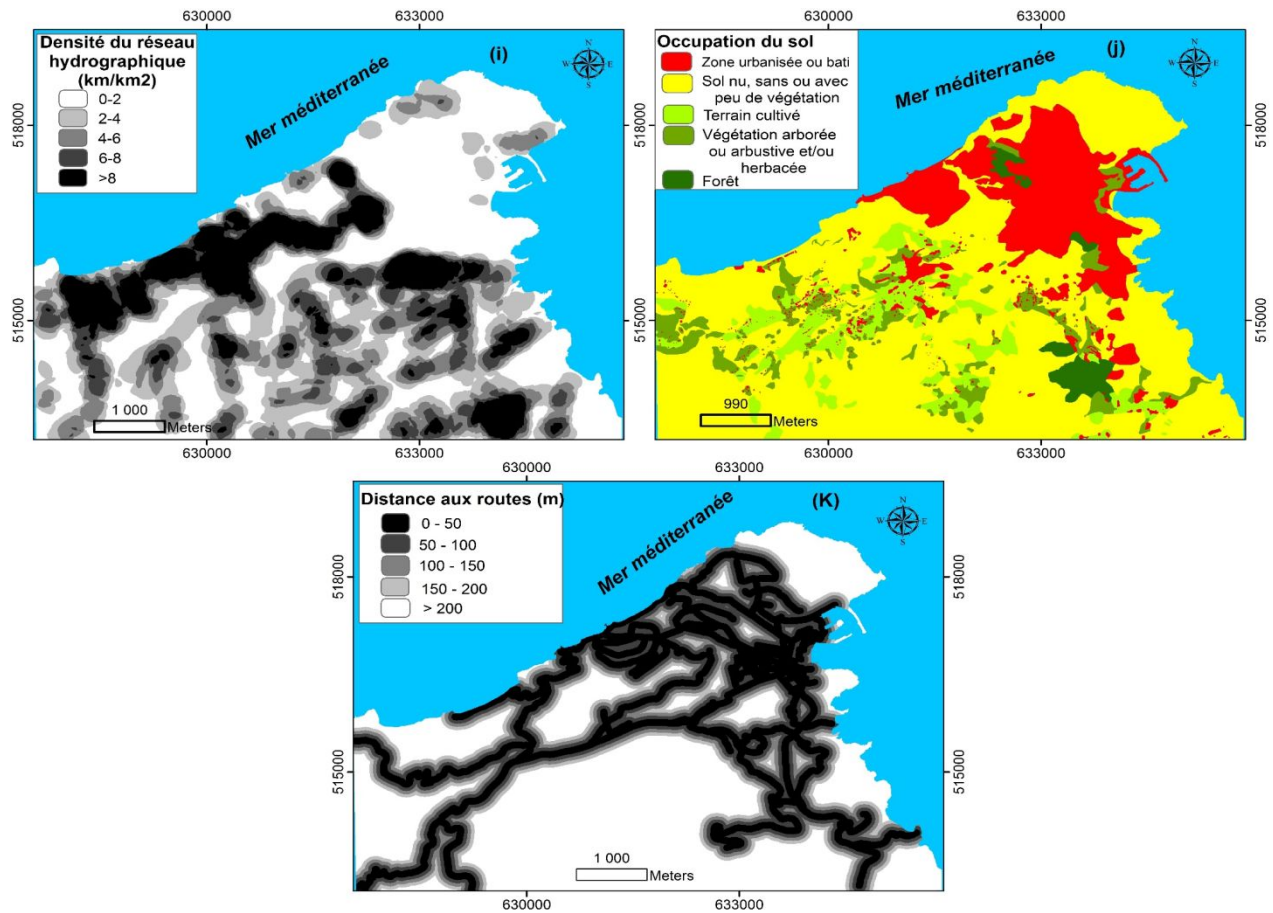 630000
633000
Densité du réseau
hydrographique
(km/km2)
0-2
2-4
4-6
6-8
>8
(i)
N
W
E
S
Mer méditerranée
518000
518000
515000
515000
1 000
Meters
630000
633000
630000
633000
Occupation du sol
Zone urbanisée ou bati
Sol nu, sans ou avec
peu de végétation
Terrain cultivé
Végétation arborée
ou arbustive et/ou
herbacée
Forêt
(j)
N
W
E
S
Mer méditerranée
518000
515000
990
Meters
630000
633000
630000
633000
Distance aux routes (m)
0 - 50
50 - 100
100 - 150
150 - 200
> 200
(K)
N
W
E
S
Mer méditerranée
518000
518000
515000
515000
1 000
Meters
630000
633000